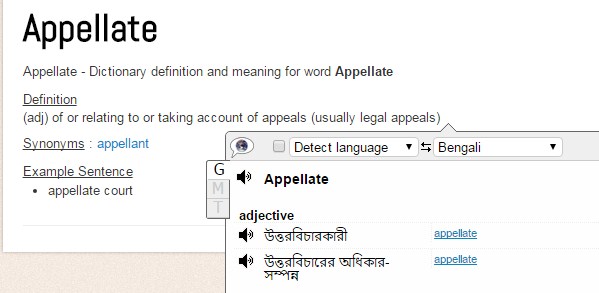 Appellate
Appellate - Dictionary definition and meaning for word Appellate
Definition
(adj) of or relating to or taking account of appeals (usually legal appeals)
Synonyms : appellant
Example Sentence
• appellate court
Detect language
Bengali
G
M
T
Appellate
adjective
উত্তরবিচারকারী appellate
উত্তরবিচারের অধিকার- appellate
সম্পন্ন